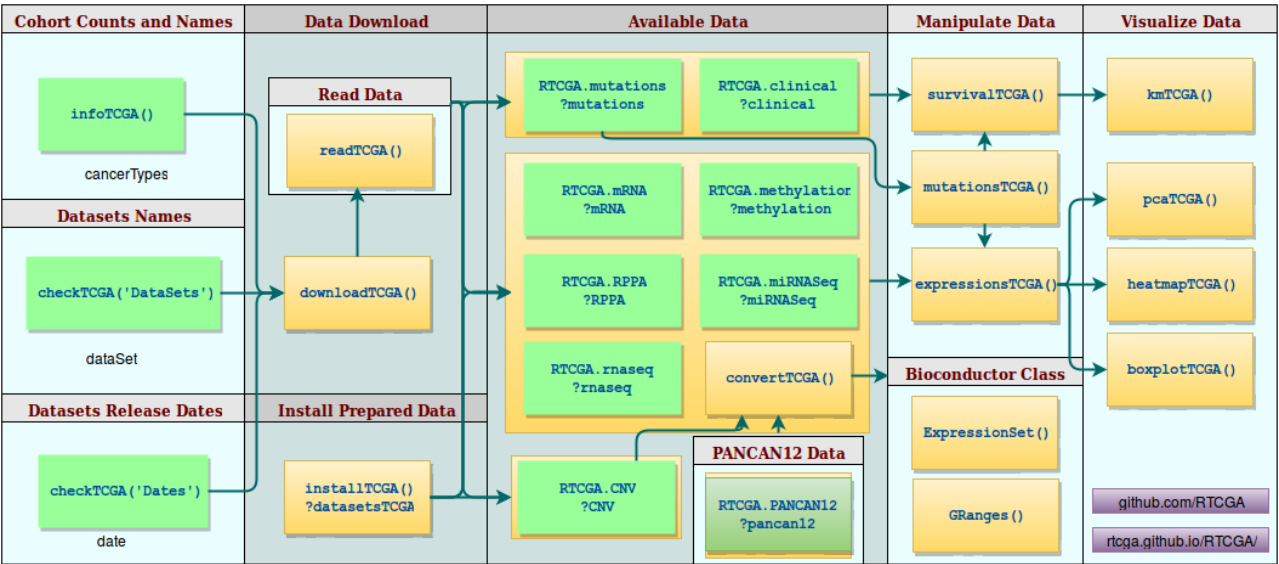 Cohort Counts and Names
infoTCGA()
cancerTypes
Datasets Names
checkTCGA('DataSets')
dataSet
Datasets Release Dates
checkTCGA('Dates')
date
Data Download
Read Data
readTCGA()
downloadTCGA()
Install Prepared Data
installTCGA()
?datasetsTCGA
Available Data
RTCGA.mutations
?mutations
RTCGA.clinical
?clinical
RTCGA.mRNA
?mRNA
RTCGA.methylation
?methylation
RTCGA.RPPA
?RPPA
RTCGA.miRNASeq
?miRNASeq
RTCGA.rnaseq
?rnaseq
convertTCGA()
RTCGA.CNV
?CNV
PANCAN12 Data
RTCGA.PANCAN12
?pancan12
Manipulate Data
survivalTCGA()
mutationsTCGA()
expressionsTCGA()
Bioconductor Class
ExpressionSet()
GRanges()
Visualize Data
kmTCGA()
pcaTCGA()
heatmapTCGA()
boxplotTCGA()
github.com/RTCGA
rtcga.github.io/RTCGA/